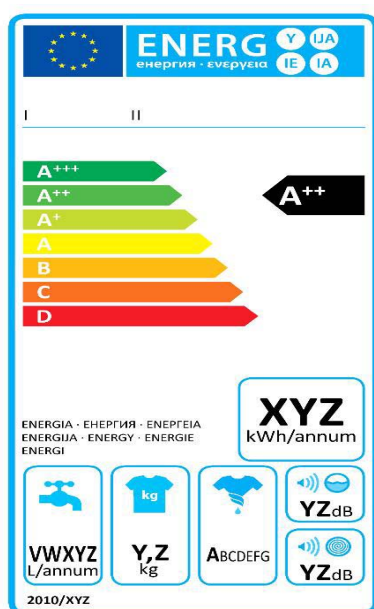 ENERG Y IJA
енергия · ενεργεια IE IA
I II
A+++
A++ A++
A+
A
B
C
D
XYZ
kWh/annum
ENERGIA · ЕНЕРГИЯ · ΕΝΕΡΓΕΙΑ
ENERGIJA · ENERGY · ENERGIE
ENERGI
kg
VWXYZ
L/annum
Y,Z
kg
ABCDEFG
YZdB
YZdB
2010/XYZ